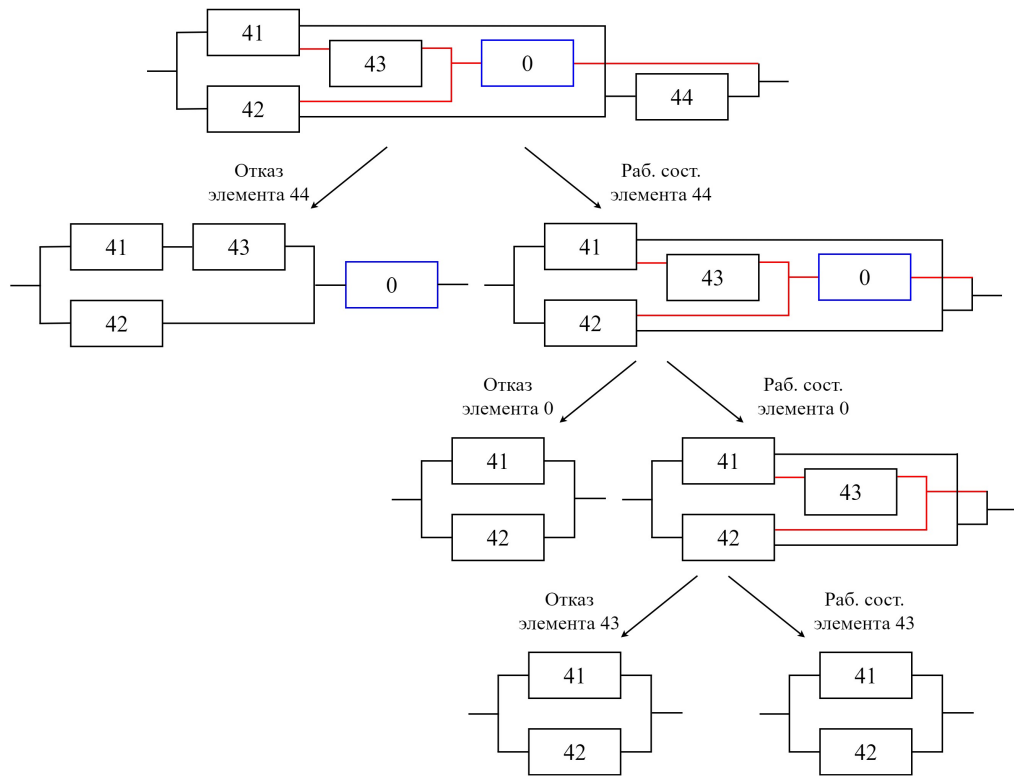 41
43
0
42
44
Отказ
элемента 44
Раб. сост.
элемента 44
41
43
0
42
41
43
0
42
Отказ
элемента 0
Раб. сост.
элемента 0
41
42
41
43
42
Отказ
элемента 43
Раб. сост.
элемента 43
41
42
41
42